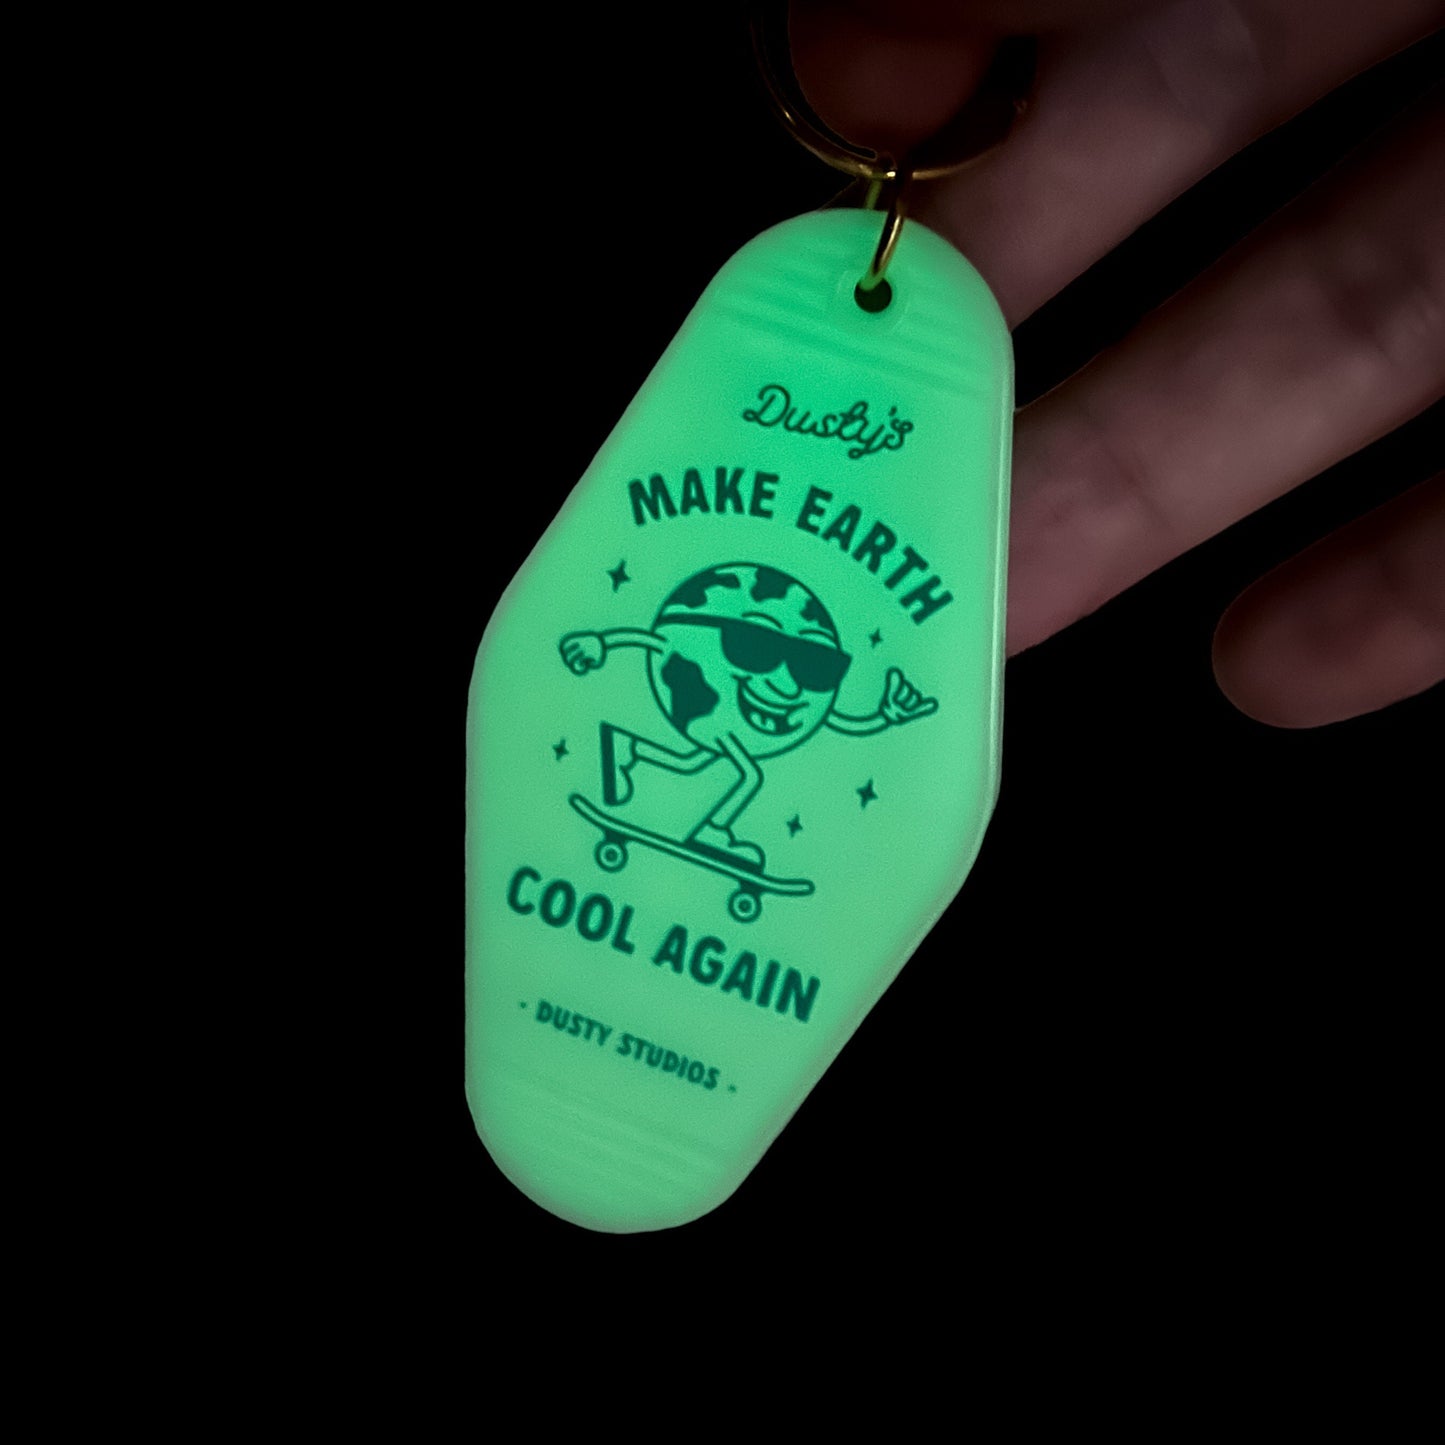 Dusty's
MAKE EARTH
COOL AGAIN
- DUSTY STUDIOS -